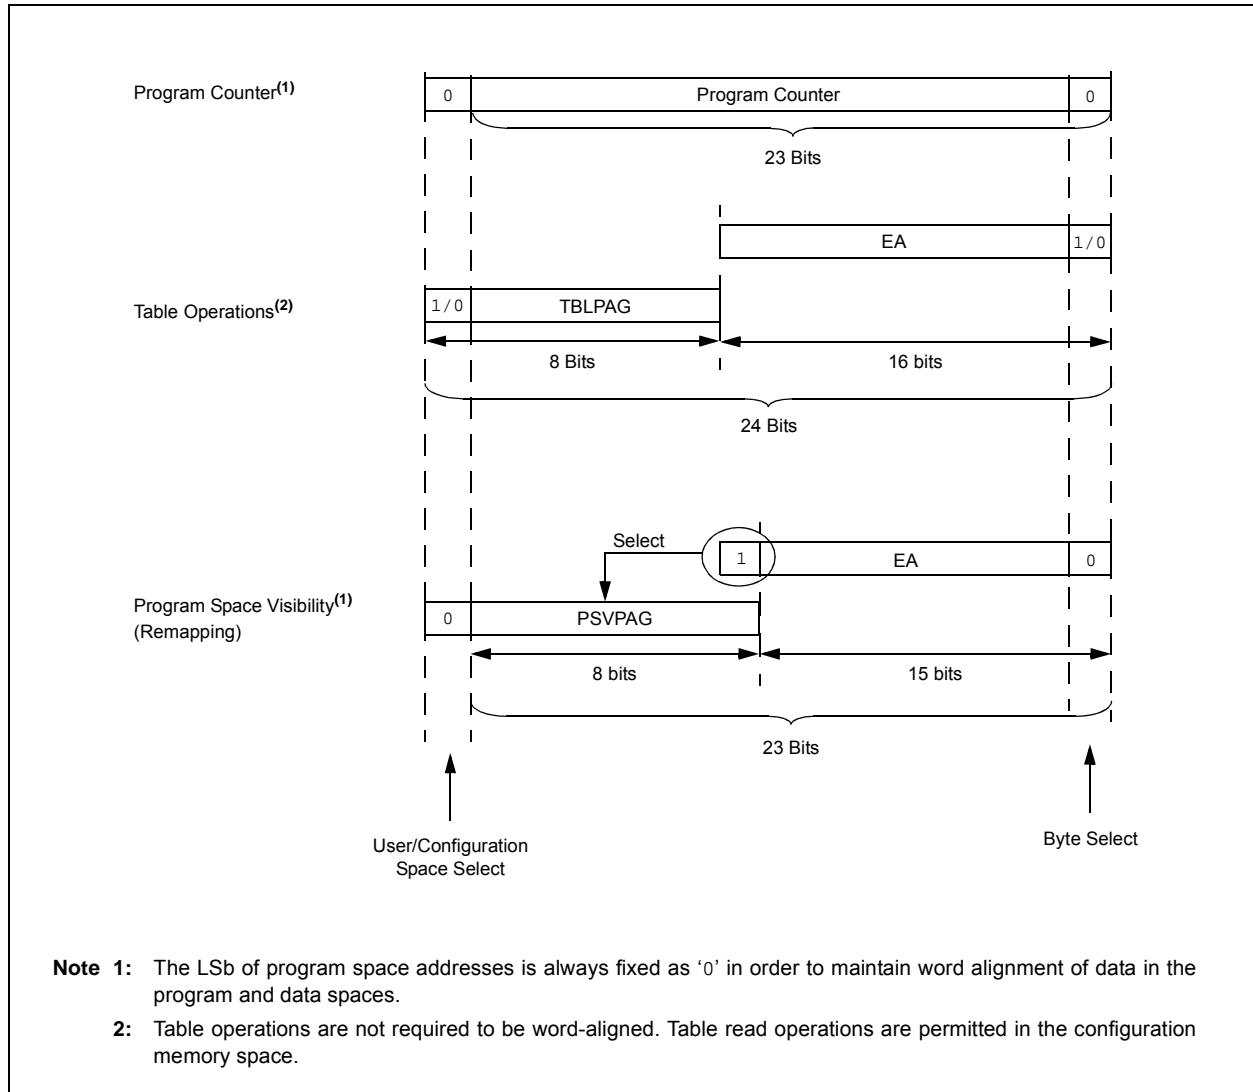 Program Counter(1)
0 Program Counter 0
23 Bits
EA 1/0
Table Operations(2)
1/0 TBLPAG
8 Bits 16 bits
24 Bits
Select
1 EA 0
Program Space Visibility(1)
(Remapping)
0 PSVPAG
8 bits 15 bits
23 Bits
User/Configuration
Space Select
Byte Select
Note 1: The LSb of program space addresses is always fixed as ‘0’ in order to maintain word alignment of data in the
program and data spaces.
2: Table operations are not required to be word-aligned. Table read operations are permitted in the configuration
memory space.